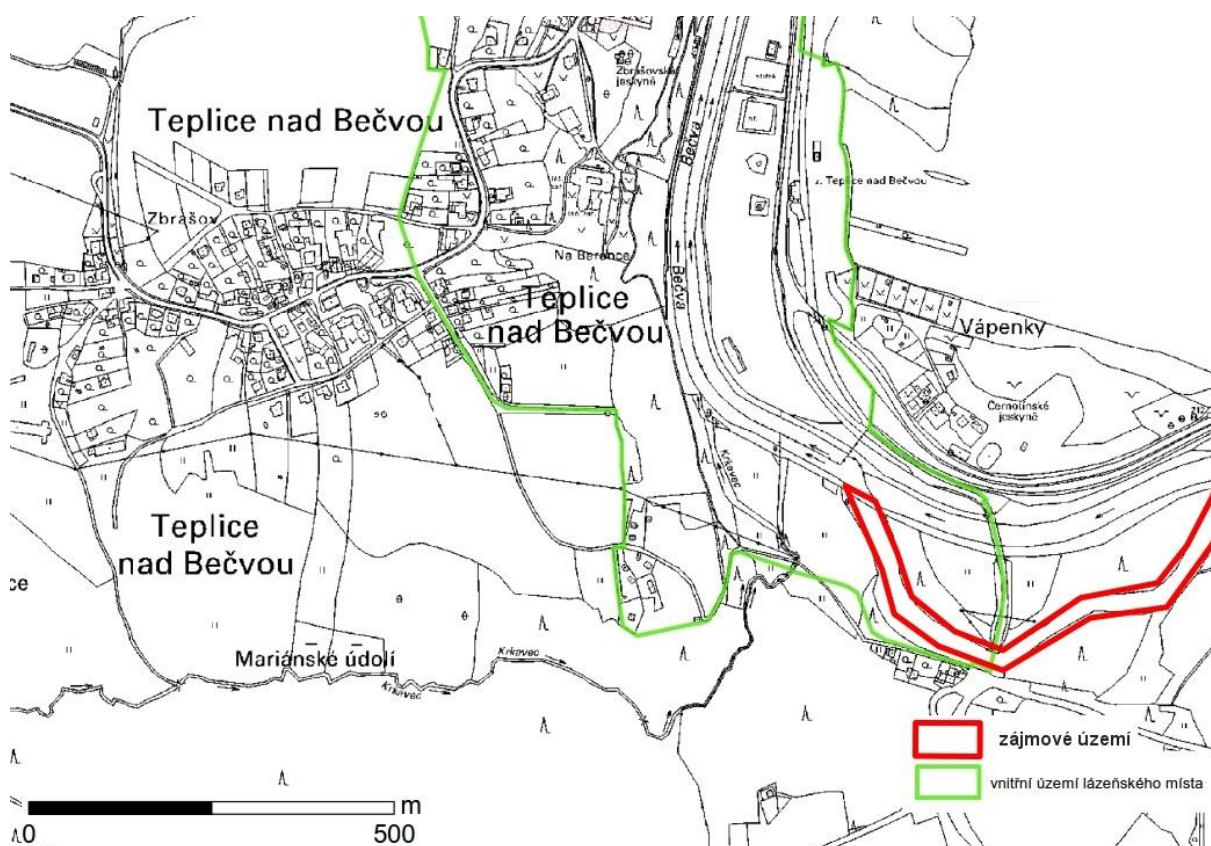 Zbrašovské
jeskyně
Teplice nad Bečvou
Bečva
z. Teplice nad Bečvou
Zbrašov
Na Berence
Teplice
nad Bečvou
Bečva
Vápenky
Černotínské
jeskyně
Krkavec
Teplice
nad Bečvou
Mariánské údolí
Krkavec
Krkavec
zájmové území
vnitřní území lázeňského místa
m
0
500